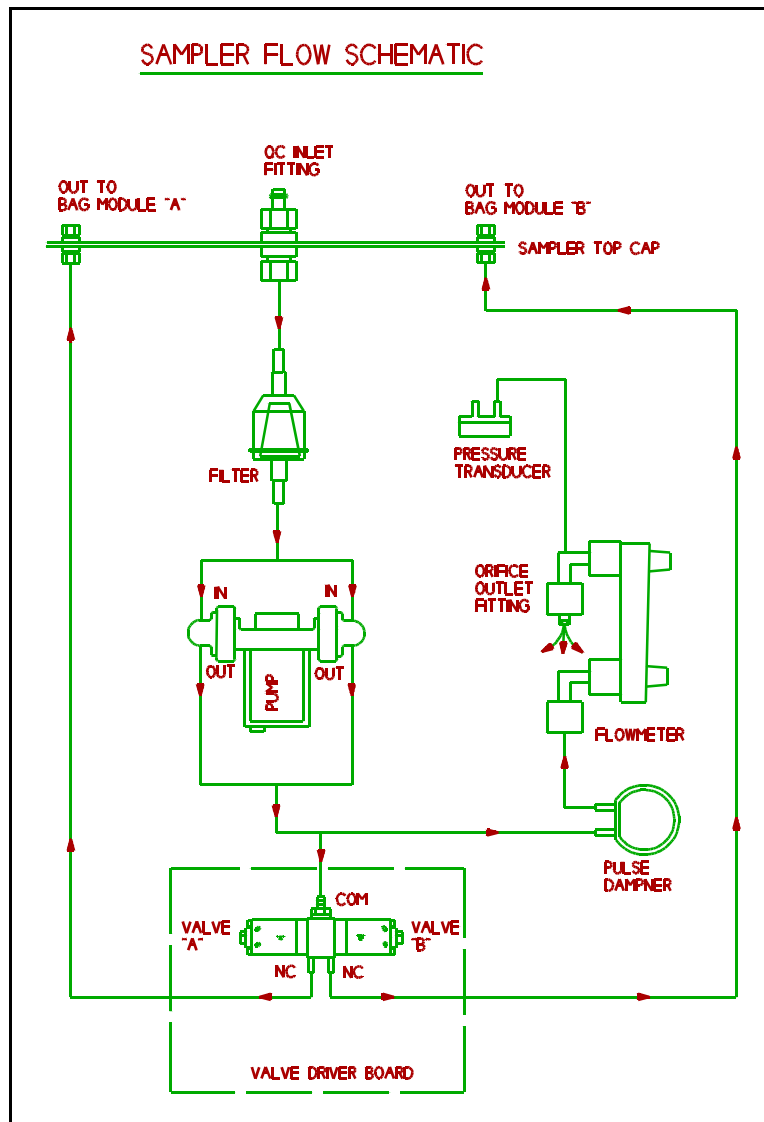 SAMPLER FLOW SCHEMATIC
OC INLET
FITTING
OUT TO
BAG MODULE "A"
OUT TO
BAG MODULE "B"
SAMPLER TOP CAP
PRESSURE
TRANSDUCER
FILTER
ORIFICE
OUTLET
FITTING
IN
IN
OUT
OUT
PUMP
FLOWMETER
PULSE
DAMPNER
COM
VALVE
"A"
VALVE
"B"
NC
NC
VALVE DRIVER BOARD